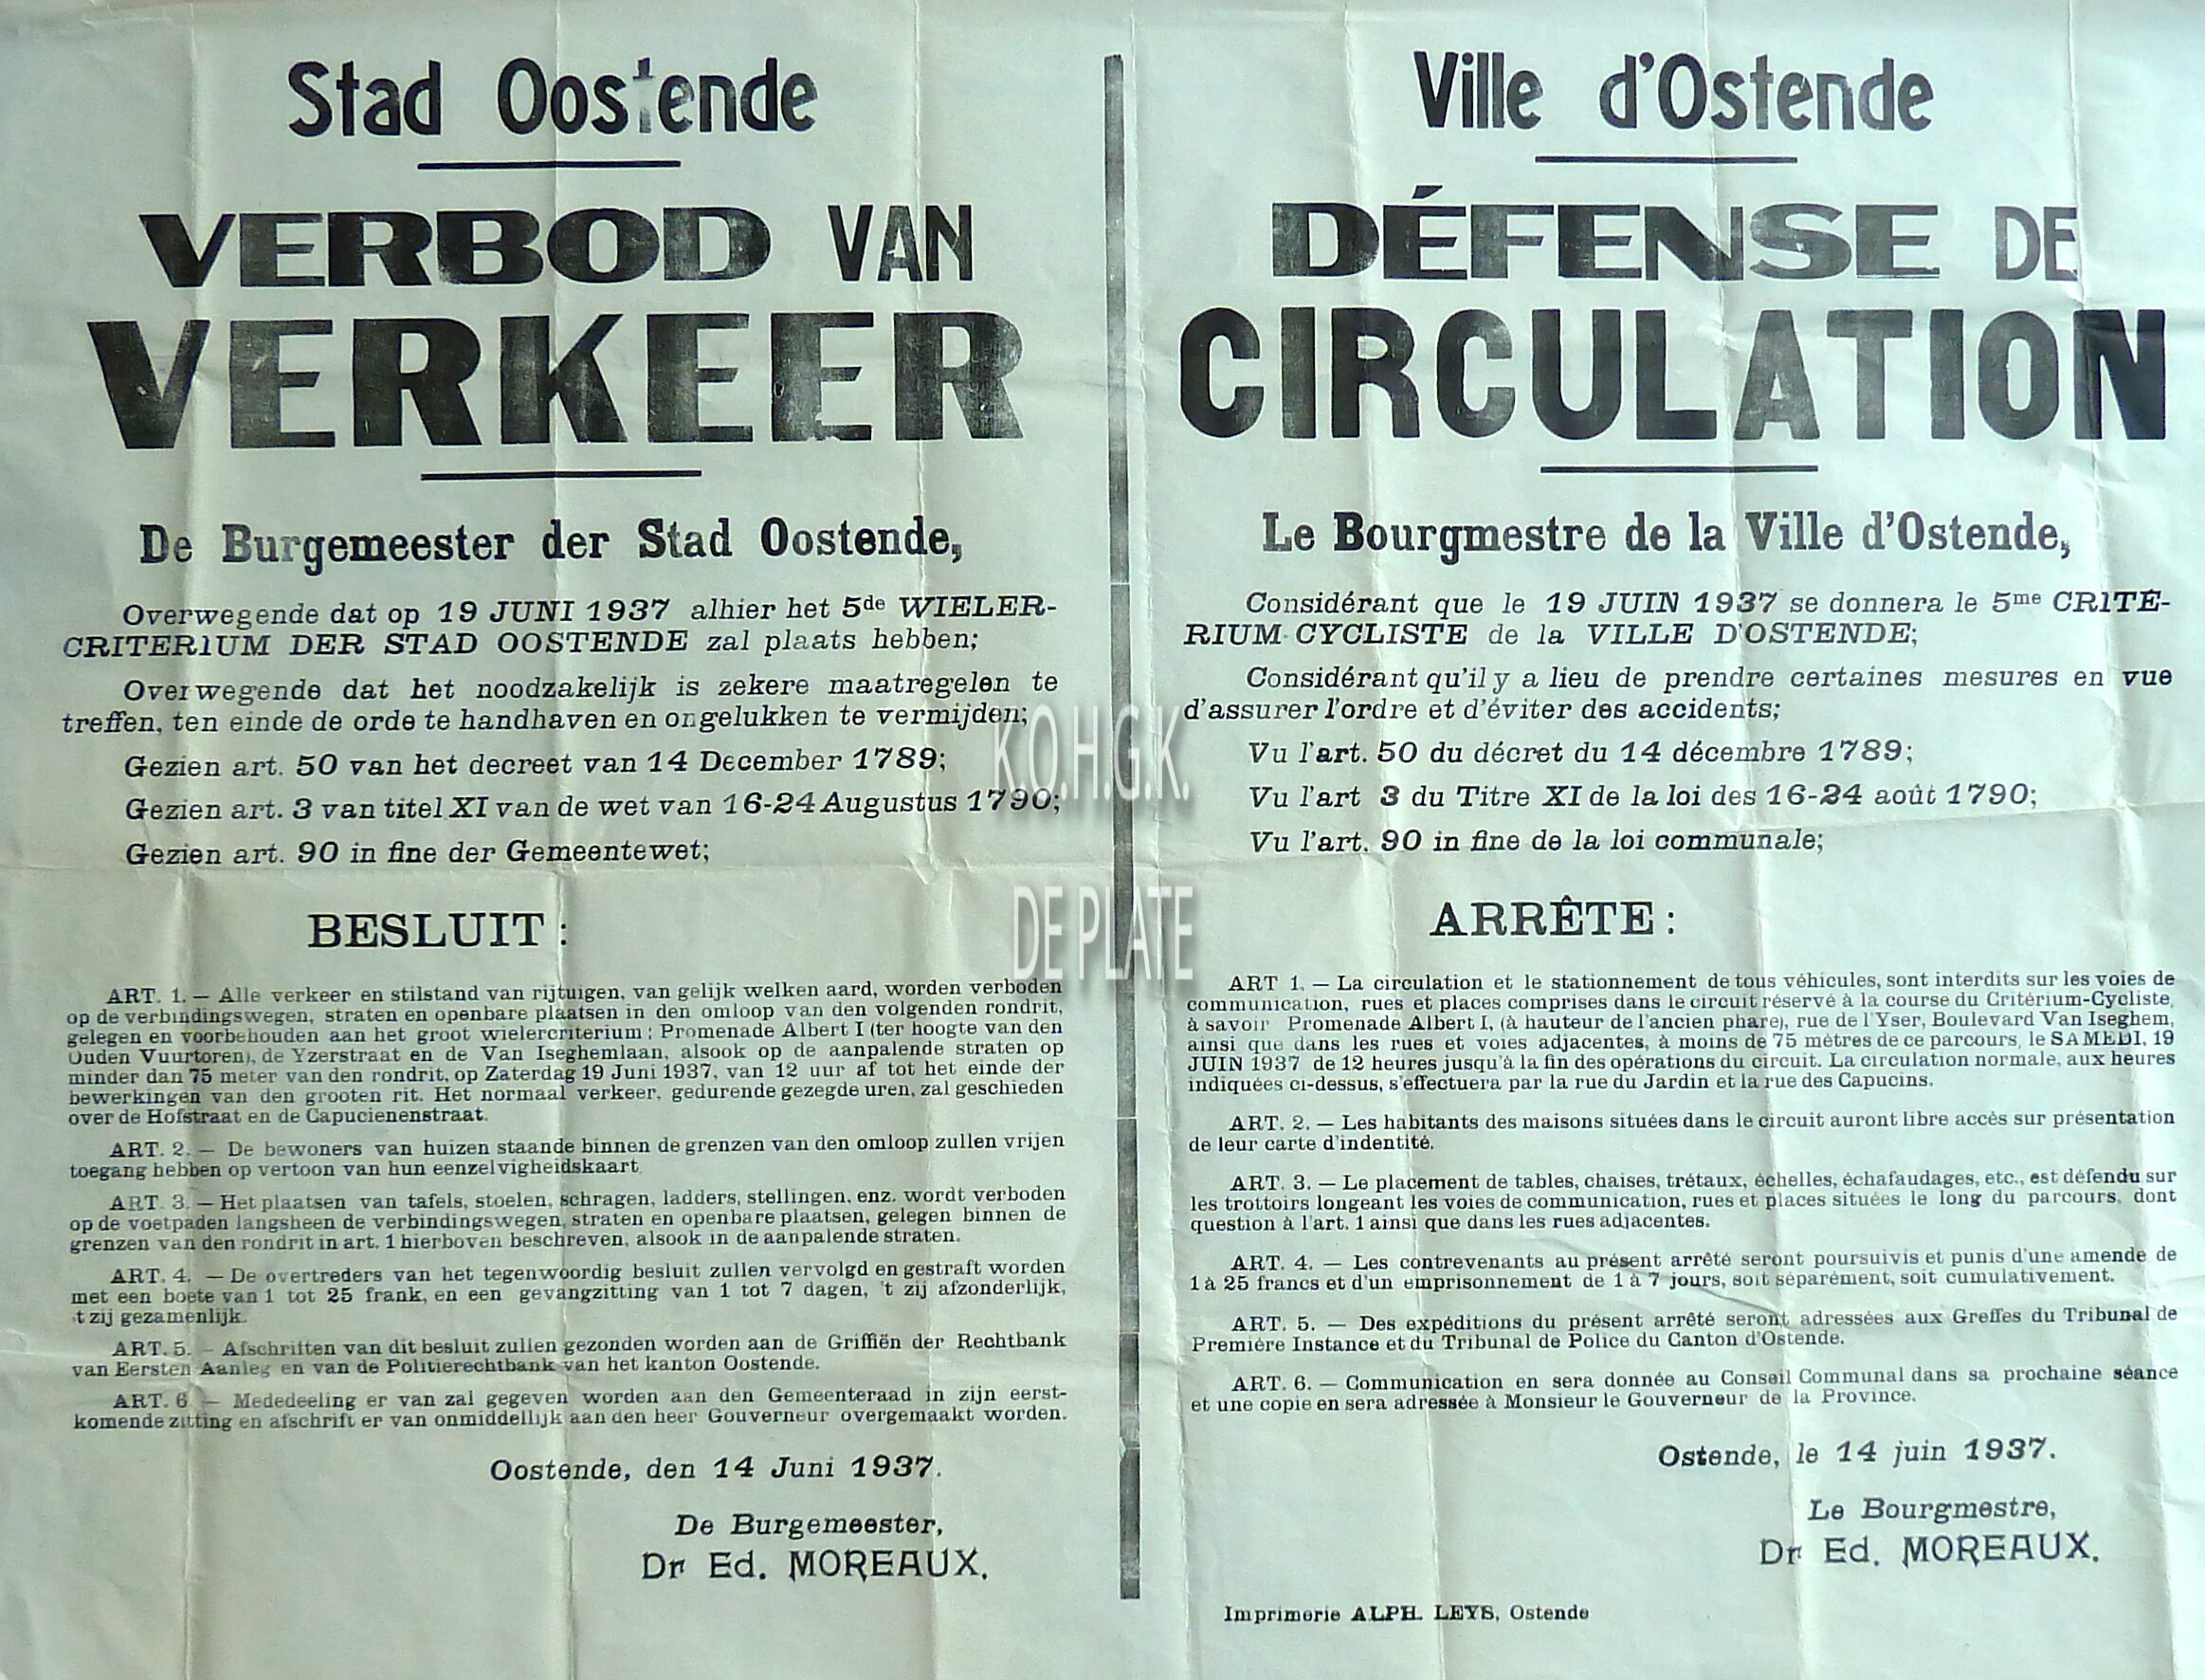 Stad Oostende
VERBOD VAN
VERKEER
De Burgemeester der Stad Oostende,
Overwegende dat op 19 JUNI 1937 alhier het 5de WIELER-
CRITERIUM DER STAD OOSTENDE zal plaats hebben;
Overwegende dat het noodzakelijk is zekere maatregelen te
treffen, ten einde de orde te handhaven en ongelukken te vermijden;
Gezien art. 50 van het decreet van 14 December 1789;
Gezien art. 3 van titel XI van de wet van 16-24 Augustus 1790;
Gezien art. 90 in fine der Gemeentewet;
BESLUIT :
ART. 1. — Alle verkeer en stilstand van rijtuigen, van gelijk welken aard, worden verboden
op de verbindingswegen, straten en openbare plaatsen in den omloop van den volgenden rondrit,
gelegen en voorbehouden aan het groot wielercriterium : Promenade Albert I (ter hoogte van den
Ouden Vuurtoren), de Yzerstraat en de Van Iseghemlaan, alsook op de aanpalende straten op
minder dan 75 meter van den rondrit, op Zaterdag 19 Juni 1937, van 12 uur af tot het einde der
bewerkingen van den grooten rit. Het normaal verkeer, gedurende gezegde uren, zal geschieden
over de Hofstraat en de Capucienenstraat.
ART. 2. — De bewoners van huizen staande binnen de grenzen van den omloop zullen vrijen
toegang hebben op vertoon van hun eenzelvigheidskaart.
ART. 3. — Het plaatsen van tafels, stoelen, schragen, ladders, stellingen, enz. wordt verboden
op de voetpaden langsheen de verbindingswegen, straten en openbare plaatsen, gelegen binnen de
grenzen van den rondrit in art. 1 hierboven beschreven, alsook in de aanpalende straten.
ART. 4. — De overtreders van het tegenwoordig besluit zullen vervolgd en gestraft worden
met een boete van 1 tot 25 frank, en een gevangzitting van 1 tot 7 dagen, 't zij afzonderlijk,
't zij gezamenlijk.
ART. 5. — Afschriften van dit besluit zullen gezonden worden aan de Griffiën der Rechtbank
van Eersten Aanleg en van de Politierechtbank van het kanton Oostende.
ART. 6 — Mededeeling er van zal gegeven worden aan den Gemeenteraad in zijn eerst-
komende zitting en afschrift er van onmiddellijk aan den heer Gouverneur overgemaakt worden.
Oostende, den 14 Juni 1937.
De Burgemeester,
Dr Ed. MOREAUX.
K.O.H.G.K.
DE PLATE
Ville d'Ostende
DÉFENSE DE
CIRCULATION
Le Bourgmestre de la Ville d'Ostende,
Considérant que le 19 JUIN 1937 se donnera le 5me CRITÉ-
RIUM-CYCLISTE de la VILLE D'OSTENDE;
Considérant qu'il y a lieu de prendre certaines mesures en vue
d'assurer l'ordre et d'éviter des accidents;
Vu l'art. 50 du décret du 14 décembre 1789;
Vu l'art 3 du Titre XI de la loi des 16-24 août 1790;
Vu l'art. 90 in fine de la loi communale;
ARRÊTE :
ART 1. — La circulation et le stationnement de tous véhicules, sont interdits sur les voies de
communication, rues et places comprises dans le circuit réservé à la course du Critérium-Cycliste,
à savoir Promenade Albert I, (à hauteur de l'ancien phare), rue de l'Yser, Boulevard Van Iseghem,
ainsi que dans les rues et voies adjacentes, à moins de 75 mètres de ce parcours, le SAMEDI, 19
JUIN 1937 de 12 heures jusqu'à la fin des opérations du circuit. La circulation normale, aux heures
indiquées ci-dessus, s'effectuera par la rue du Jardin et la rue des Capucins.
ART. 2. — Les habitants des maisons situées dans le circuit auront libre accès sur présentation
de leur carte d'indentité.
ART. 3. — Le placement de tables, chaises, trétaux, échelles, échafaudages, etc., est défendu sur
les trottoirs longeant les voies de communication, rues et places situées le long du parcours, dont
question à l'art. 1 ainsi que dans les rues adjacentes.
ART. 4. — Les contrevenants au présent arrêté seront poursuivis et punis d'une amende de
1 à 25 francs et d'un emprisonnement de 1 à 7 jours, soit séparément, soit cumulativement.
ART. 5. — Des expéditions du présent arrêté seront adressées aux Greffes du Tribunal de
Première Instance et du Tribunal de Police du Canton d'Ostende.
ART. 6. — Communication en sera donnée au Conseil Communal dans sa prochaine séance
et une copie en sera adressée à Monsieur le Gouverneur de la Province.
Ostende, le 14 juin 1937.
Le Bourgmestre,
Dr Ed. MOREAUX.
Imprimerie ALPH. LEYS, Ostende